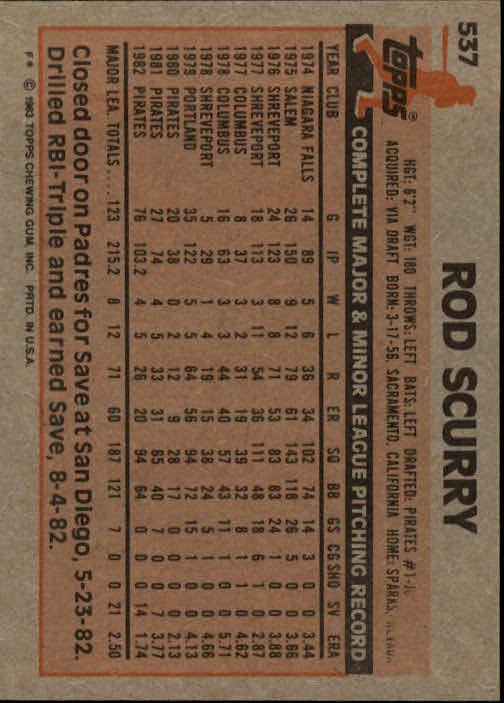 537
TOPPS®
ROD SCURRY
HGT: 6'2" WGT: 180 THROWS: LEFT BATS: LEFT DRAFTED: PIRATES #1-
ACQUIRED: VIA DRAFT BORN: 3-17-56, SACRAMENTO, CALIFORNIA HOME: SPARKS, NEVADA
COMPLETE MAJOR & MINOR LEAGUE PITCHING RECORD
YEAR CLUB G IP W L R ER SO BB GS CG SHO SV ERA
1974 NIAGARA FALLS 14 89 5 6 36 34 102 74 14 3 0 0 3.44
1975 SALEM 26 150 9 12 79 61 143 118 26 5 0 0 3.66
1976 SHREVEPORT 24 123 8 8 71 53 83 83 24 1 0 0 3.88
1977 SHREVEPORT 18 113 3 11 54 36 111 48 18 6 1 0 2.87
1977 COLUMBUS 8 37 3 2 31 19 39 32 8 1 0 0 4.62
1978 COLUMBUS 16 63 3 3 44 40 57 43 11 1 0 0 5.71
1978 SHREVEPORT 5 29 1 4 19 15 38 24 5 1 0 0 4.66
1979 PORTLAND 35 122 5 5 64 56 94 72 15 1 0 0 4.13
1980 PIRATES 20 38 0 2 12 9 28 17 0 0 0 0 2.13
1981 PIRATES 27 74 4 5 33 31 65 40 7 0 0 7 3.77
1982 PIRATES 76 103.2 4 5 26 20 94 64 0 0 0 14 1.74
MAJOR LEA. TOTALS.... 123 215.2 8 12 71 60 187 121 7 0 0 21 2.50
Closed door on Padres for Save at San Diego, 5-23-82.
Drilled RBI-Triple and earned Save, 8-4-82.
F* © 1983 TOPPS CHEWING GUM, INC. PRTD. IN U.S.A.